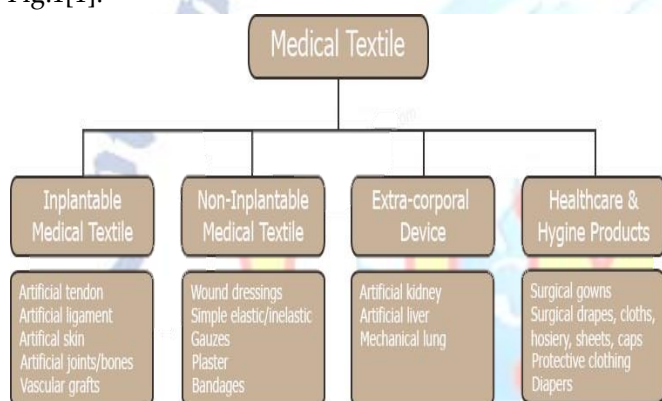 Fig.1[1].
Medical Textile
Inplantable
Medical Textile
Non-Inplantable
Medical Textile
Extra-corporal
Device
Healthcare &
Hygine Products
Artificial tendon
Artificial ligament
Artifical skin
Artificial joints/bones
Vascular grafts
Wound dressings
Simple elastic/inelastic
Gauzes
Plaster
Bandages
Artificial kidney
Artificial liver
Mechanical lung
Surgical gowns
Surgical drapes, cloths,
hosiery, sheets, caps
Protective clothing
Diapers